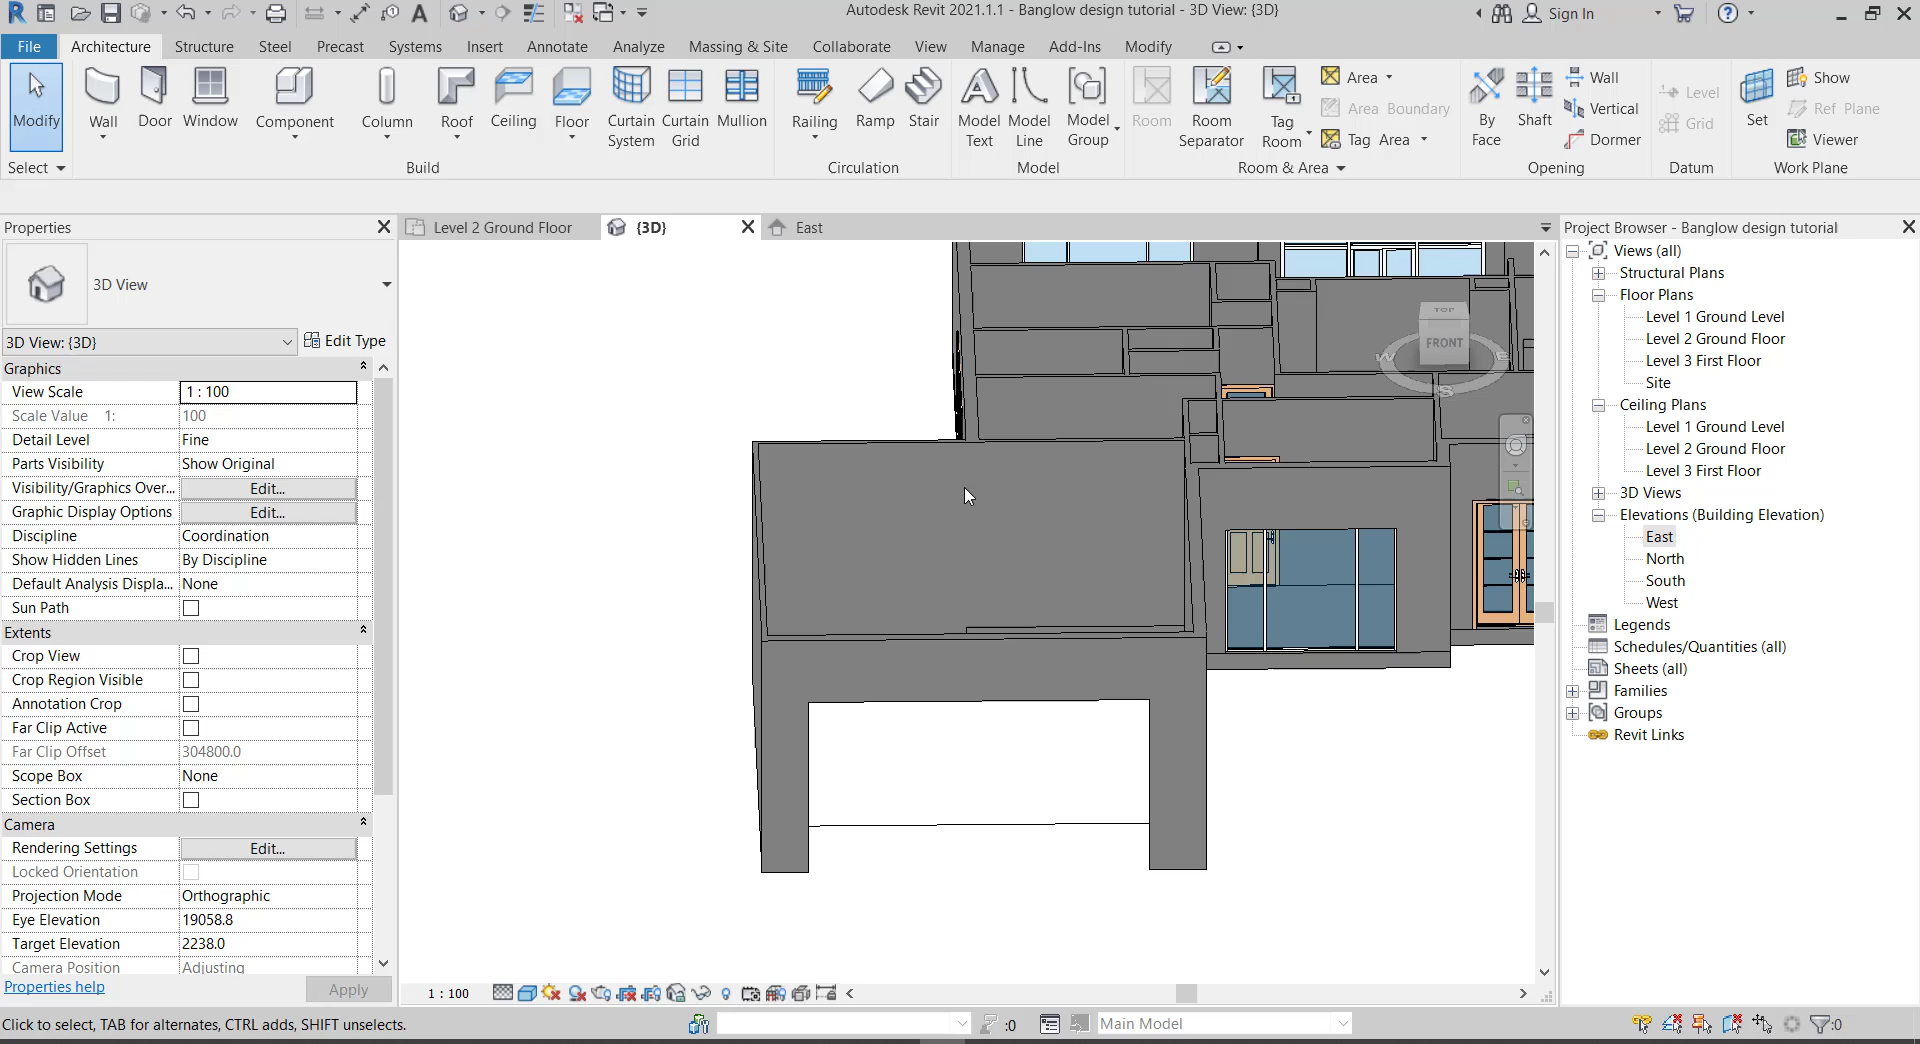 Autodesk Revit 2021.1.1 - Banglow design tutorial - 3D View: {3D}
Sign In
File
Architecture
Structure
Steel
Precast
Systems
Insert
Annotate
Analyze
Massing & Site
Collaborate
View
Manage
Add-Ins
Modify
Modify
Wall
Door
Window
Component
Column
Roof
Ceiling
Floor
Curtain System
Curtain Grid
Mullion
Railing
Ramp
Stair
Model Text
Model Line
Model Group
Room
Room Separator
Tag Room
Area
Area Boundary
Tag Area
By Face
Shaft
Wall
Vertical
Dormer
Level
Grid
Set
Show
Ref Plane
Viewer
Select
Build
Circulation
Model
Room & Area
Opening
Datum
Work Plane
Properties
3D View
3D View: {3D}
Edit Type
Graphics
View Scale 1 : 100
Scale Value 1: 100
Detail Level Fine
Parts Visibility Show Original
Visibility/Graphics Over... Edit...
Graphic Display Options Edit...
Discipline Coordination
Show Hidden Lines By Discipline
Default Analysis Displa... None
Sun Path
Extents
Crop View
Crop Region Visible
Annotation Crop
Far Clip Active
Far Clip Offset 304800.0
Scope Box None
Section Box
Camera
Rendering Settings Edit...
Locked Orientation
Projection Mode Orthographic
Eye Elevation 19058.8
Target Elevation 2238.0
Camera Position Adjusting
Properties help
Apply
Level 2 Ground Floor
{3D}
East
TOP
FRONT
W
E
S
1 : 100
Project Browser - Banglow design tutorial
Views (all)
Structural Plans
Floor Plans
Level 1 Ground Level
Level 2 Ground Floor
Level 3 First Floor
Site
Ceiling Plans
Level 1 Ground Level
Level 2 Ground Floor
Level 3 First Floor
3D Views
Elevations (Building Elevation)
East
North
South
West
Legends
Schedules/Quantities (all)
Sheets (all)
Families
Groups
Revit Links
Click to select, TAB for alternates, CTRL adds, SHIFT unselects.
:0
Main Model
:0